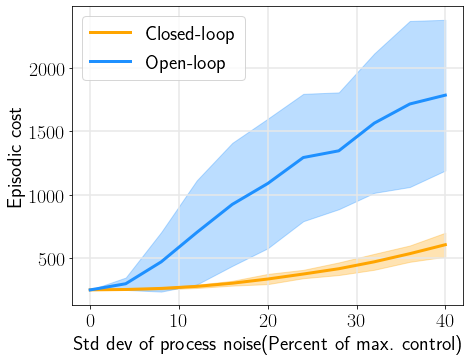 Closed-loop
Open-loop
Episodic cost
2000
1500
1000
500
0
10
20
30
40
Std dev of process noise(Percent of max. control)